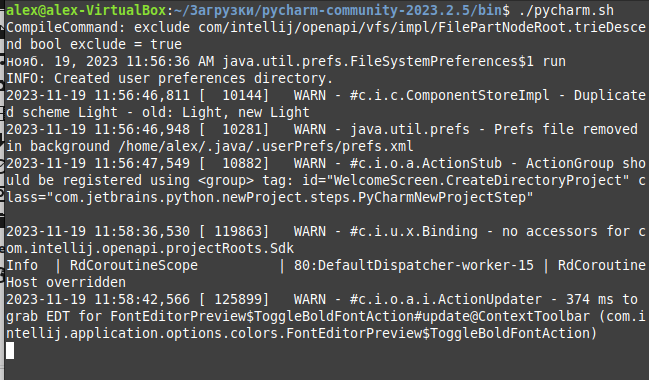 alex@alex-VirtualBox:~/Загрузки/pycharm-community-2023.2.5/bin$ ./pycharm.sh
CompileCommand: exclude com/intellij/openapi/vfs/impl/FilePartNodeRoot.trieDesce
nd bool exclude = true
нояб. 19, 2023 11:56:36 AM java.util.prefs.FileSystemPreferences$1 run
INFO: Created user preferences directory.
2023-11-19 11:56:46,811 [  10144]   WARN - #c.i.c.ComponentStoreImpl - Duplicate
d scheme Light - old: Light, new Light
2023-11-19 11:56:46,948 [  10281]   WARN - java.util.prefs - Prefs file removed
in background /home/alex/.java/.userPrefs/prefs.xml
2023-11-19 11:56:47,549 [  10882]   WARN - #c.i.o.a.ActionStub - ActionGroup sho
uld be registered using <group> tag: id="WelcomeScreen.CreateDirectoryProject" c
lass="com.jetbrains.python.newProject.steps.PyCharmNewProjectStep"

2023-11-19 11:58:36,530 [ 119863]   WARN - #c.i.u.x.Binding - no accessors for c
om.intellij.openapi.projectRoots.Sdk
Info  | RdCoroutineScope          | 80:DefaultDispatcher-worker-15 | RdCoroutine
Host overridden
2023-11-19 11:58:42,566 [ 125899]   WARN - #c.i.o.a.i.ActionUpdater - 374 ms to
grab EDT for FontEditorPreview$ToggleBoldFontAction#update@ContextToolbar (com.i
ntellij.application.options.colors.FontEditorPreview$ToggleBoldFontAction)